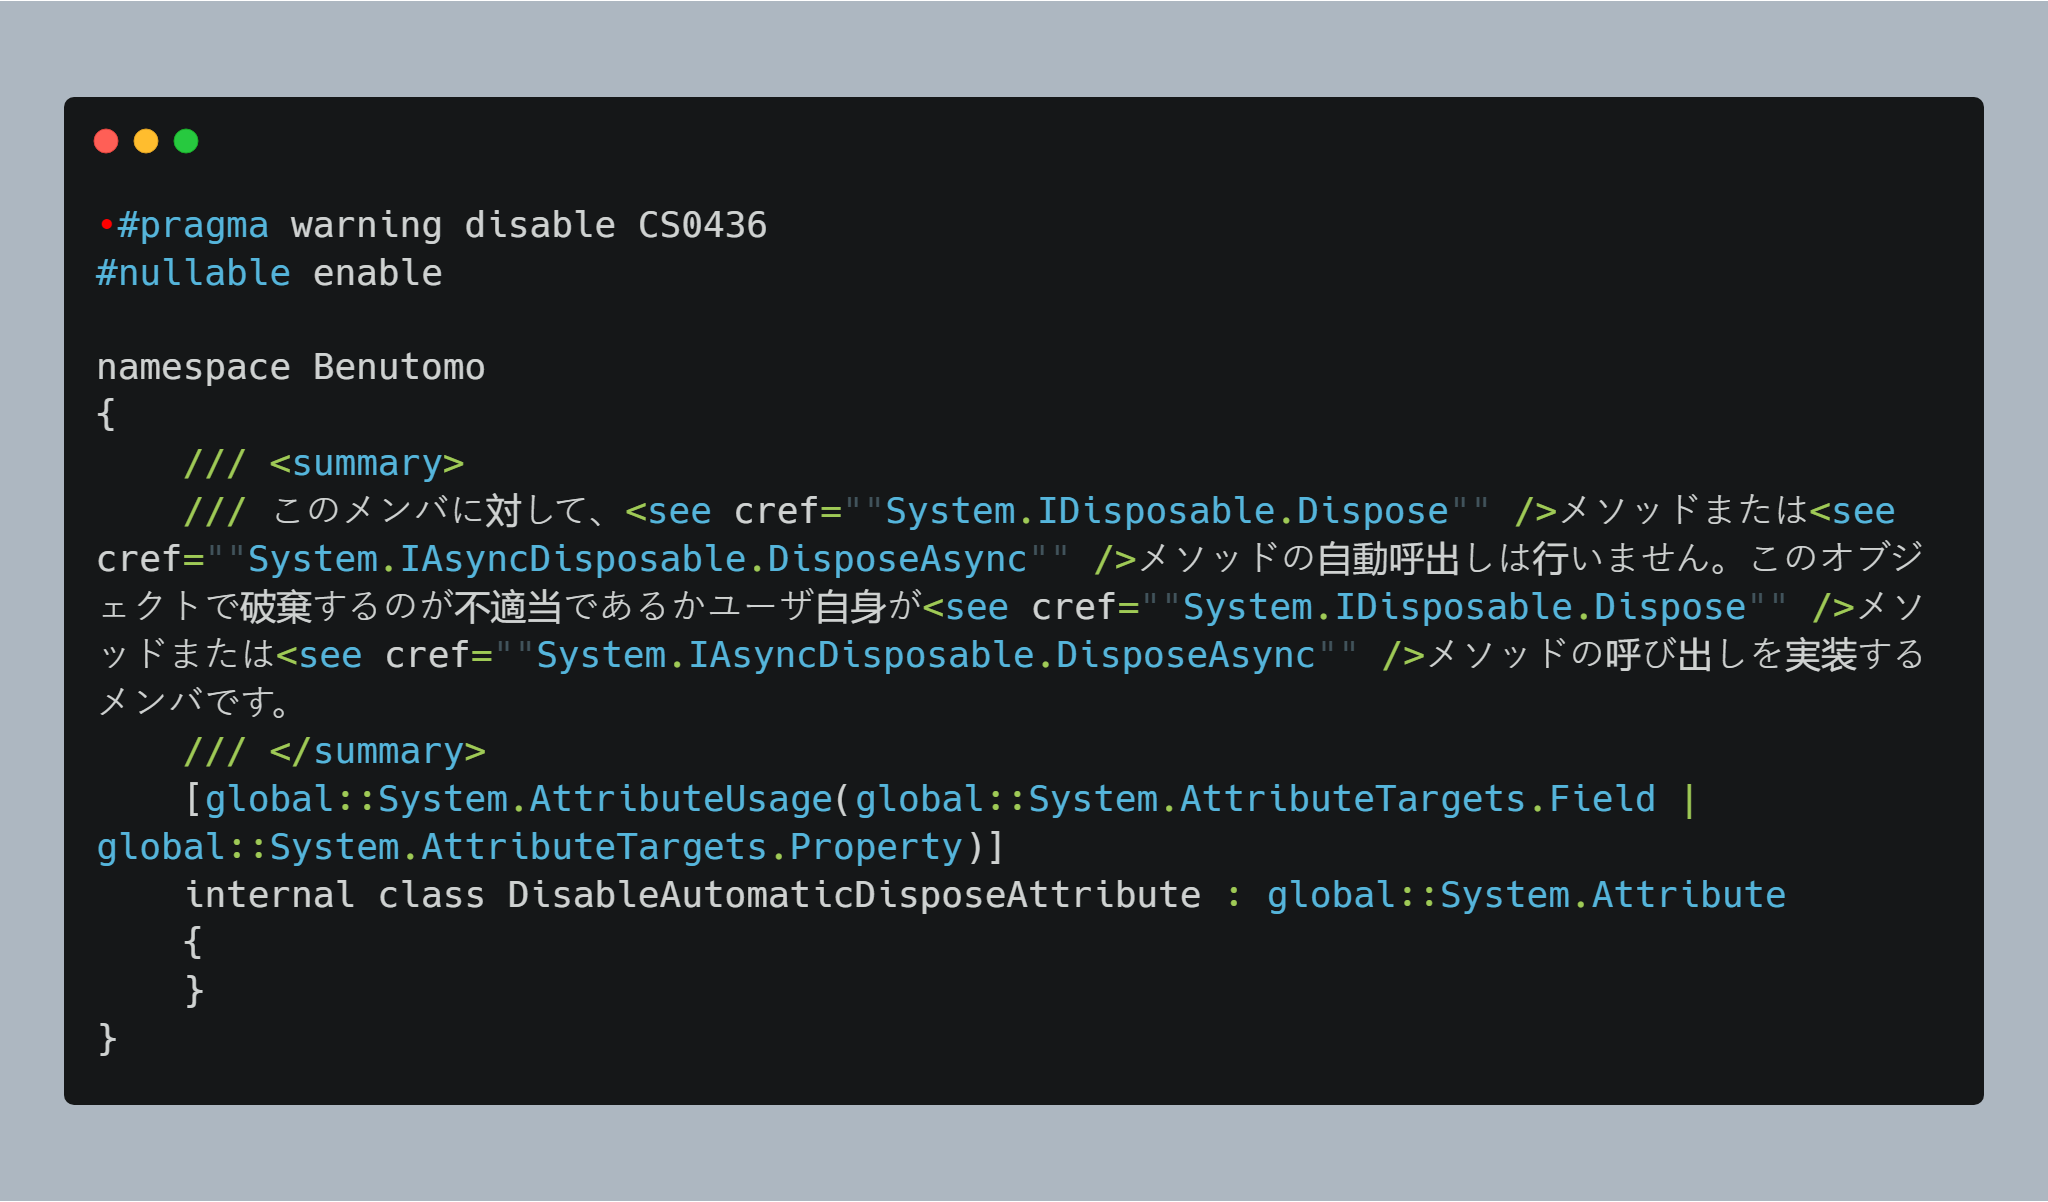 •#pragma warning disable CS0436
#nullable enable

namespace Benutomo
{
    /// <summary>
    /// このメンバに対して、<see cref=""System.IDisposable.Dispose"" />メソッドまたは<see
cref=""System.IAsyncDisposable.DisposeAsync"" />メソッドの自動呼出しは行いません。このオブジ
ェクトで破棄するのが不適当であるかユーザ自身が<see cref=""System.IDisposable.Dispose"" />メソ
ッドまたは<see cref=""System.IAsyncDisposable.DisposeAsync"" />メソッドの呼び出しを実装する
メンバです。
    /// </summary>
    [global::System.AttributeUsage(global::System.AttributeTargets.Field |
global::System.AttributeTargets.Property)]
    internal class DisableAutomaticDisposeAttribute : global::System.Attribute
    {
    }
}